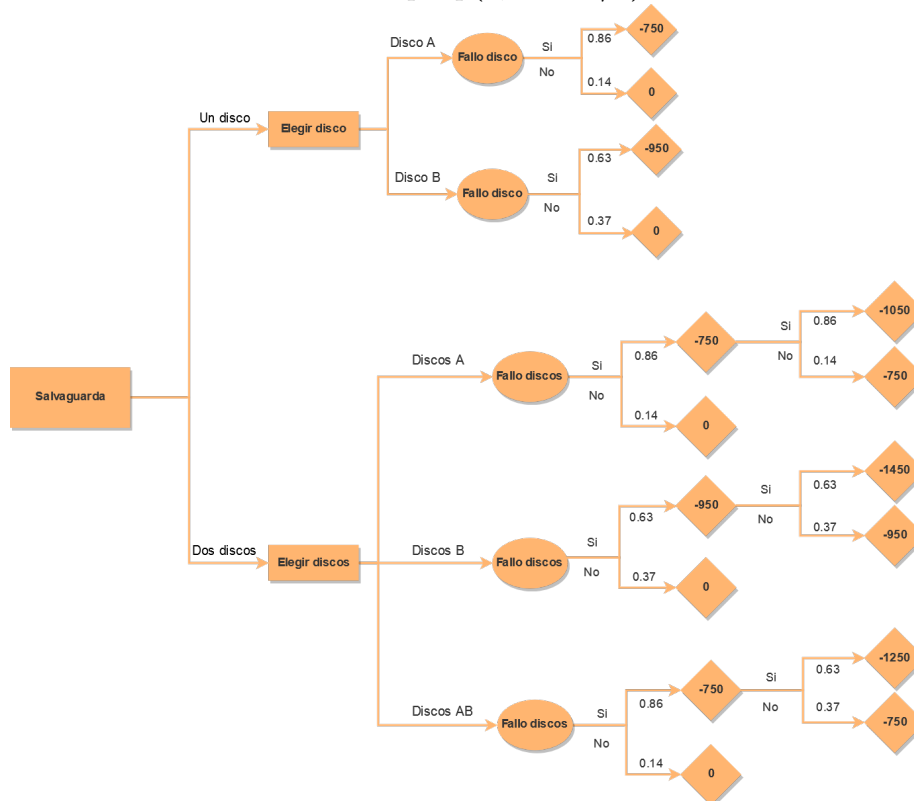 Disco A
Fallo disco
Si
No
0.86
-750
0.14
0
Un disco
Elegir disco
Disco B
Fallo disco
Si
No
0.63
-950
0.37
0
Salvaguarda
Discos A
Fallo discos
Si
No
0.86
-750
Si
No
0.86
-1050
0.14
-750
0.14
0
Dos discos
Elegir discos
Discos B
Fallo discos
Si
No
0.63
-950
Si
No
0.63
-1450
0.37
-950
0.37
0
Discos AB
Fallo discos
Si
No
0.86
-750
Si
No
0.63
-1250
0.37
-750
0.14
0